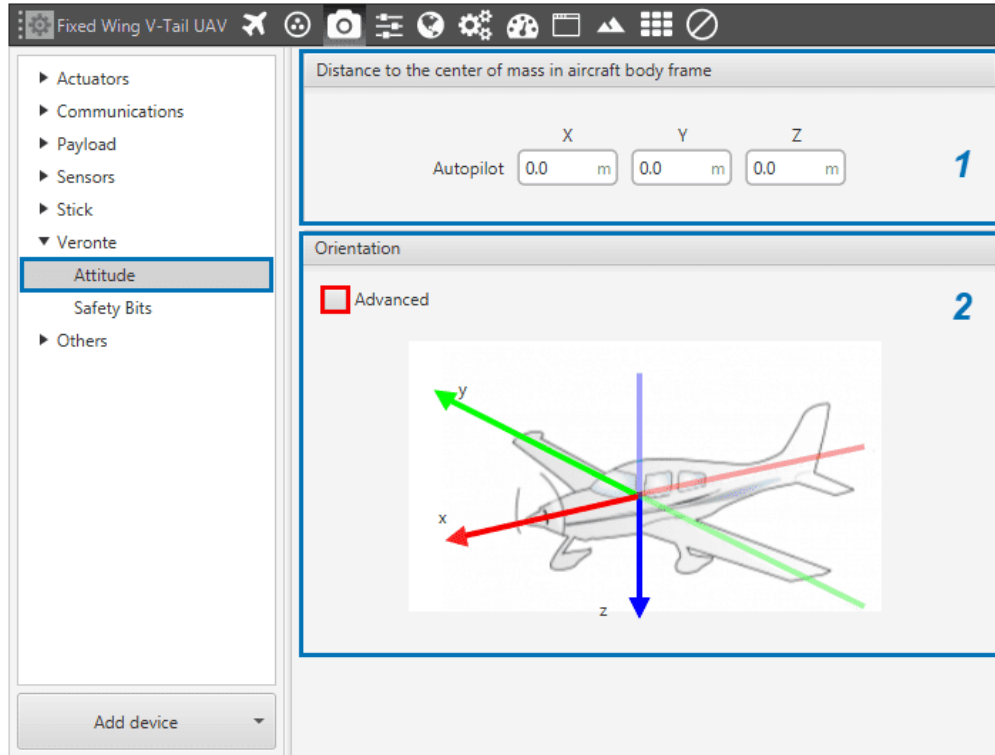 Fixed Wing V-Tail UAV
Actuators
Communications
Payload
Sensors
Stick
Veronte
Attitude
Safety Bits
Others
Add device
Distance to the center of mass in aircraft body frame
X Y Z
Autopilot 0.0 m 0.0 m 0.0 m
1
Orientation
Advanced
2
y
x
z